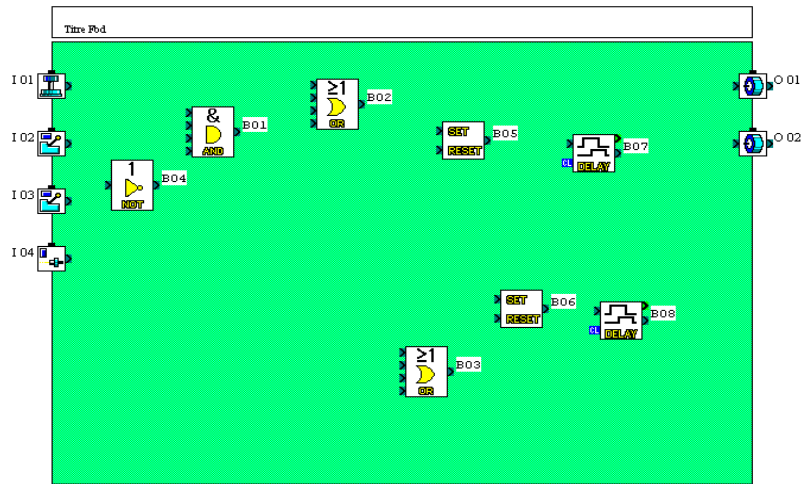 Titre Fbd
I 01
O 01
≥1
OR
B02
&
AND
B01
SET
RESET
B05
I 02
O 02
DELAY
CL
B07
1
NOT
B04
I 03
I 04
SET
RESET
B06
DELAY
CL
B08
≥1
OR
B03